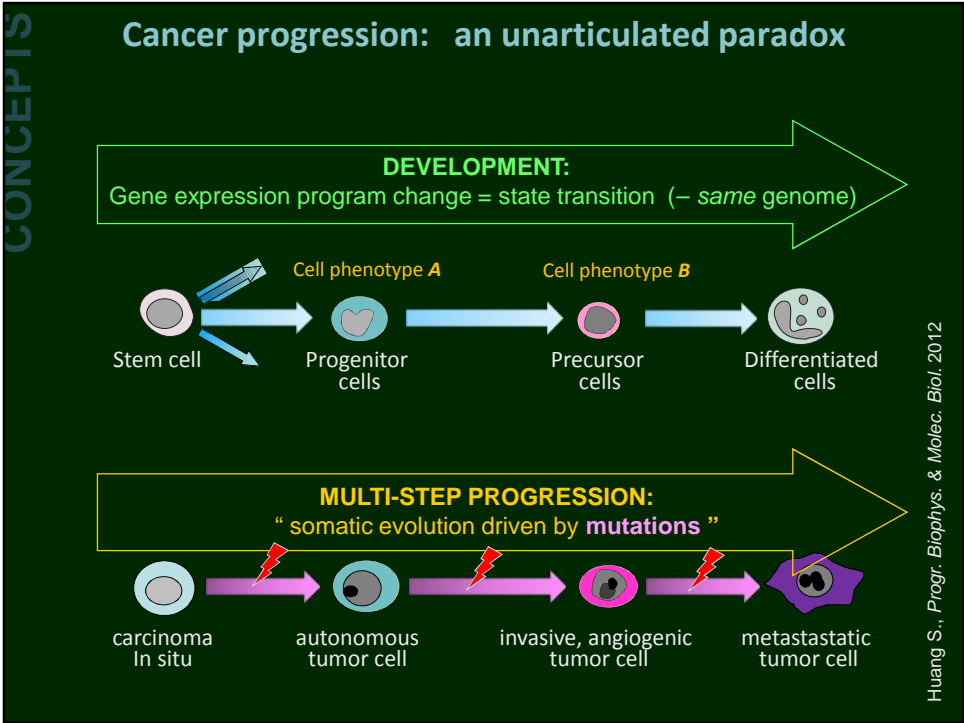 CONCEPTS
Cancer progression: an unarticulated paradox
DEVELOPMENT:
Gene expression program change = state transition (– same genome)
Cell phenotype A
Cell phenotype B
Stem cell
Progenitor
cells
Precursor
cells
Differentiated
cells
MULTI-STEP PROGRESSION:
“ somatic evolution driven by mutations ”
carcinoma
In situ
autonomous
tumor cell
invasive, angiogenic
tumor cell
metastastatic
tumor cell
Huang S., Progr. Biophys. & Molec. Biol. 2012